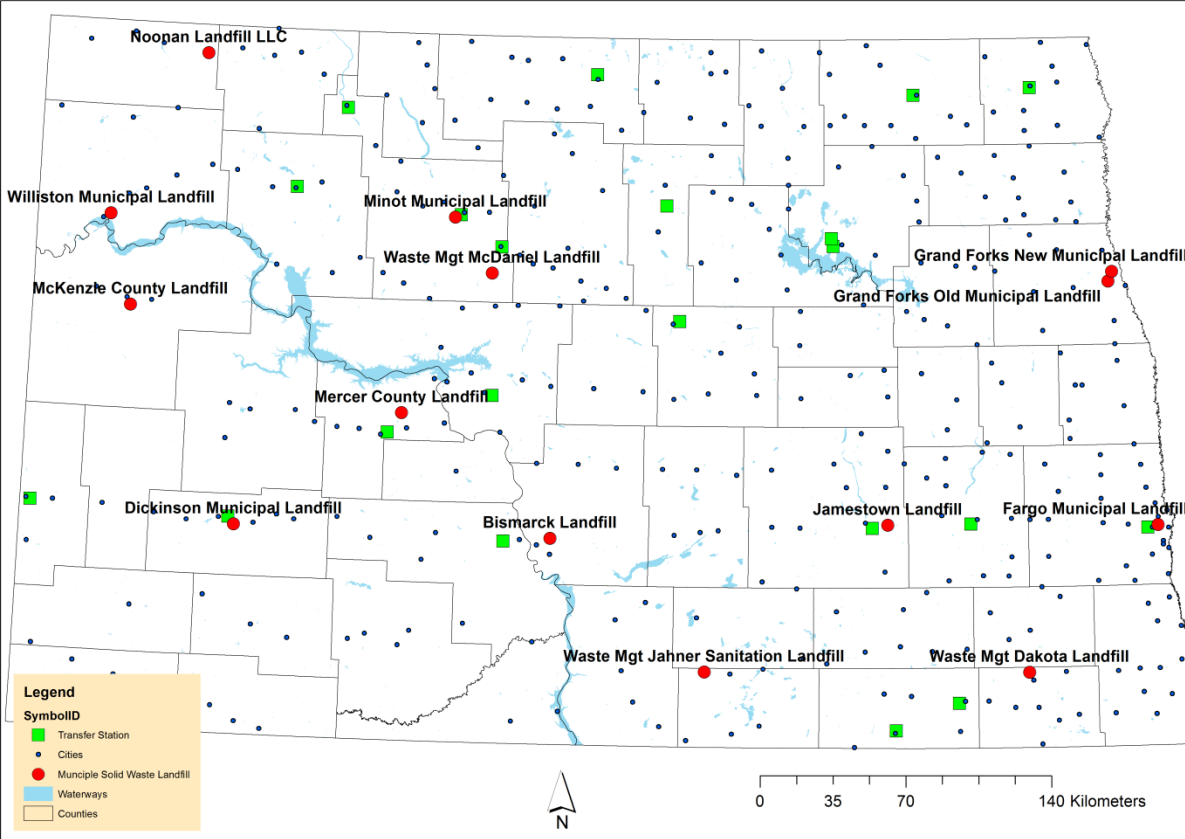 Noonan Landfill LLC
Williston Municipal Landfill
Minot Municipal Landfill
Waste Mgt McDaniel Landfill
Grand Forks New Municipal Landfill
McKenzie County Landfill
Grand Forks Old Municipal Landfill
Mercer County Landfill
Dickinson Municipal Landfill
Bismarck Landfill
Jamestown Landfill
Fargo Municipal Landfill
Waste Mgt Jahner Sanitation Landfill
Waste Mgt Dakota Landfill
Legend
SymbolID
Transfer Station
Cities
Munciple Solid Waste Landfill
Waterways
Counties
N
0 35 70 140 Kilometers